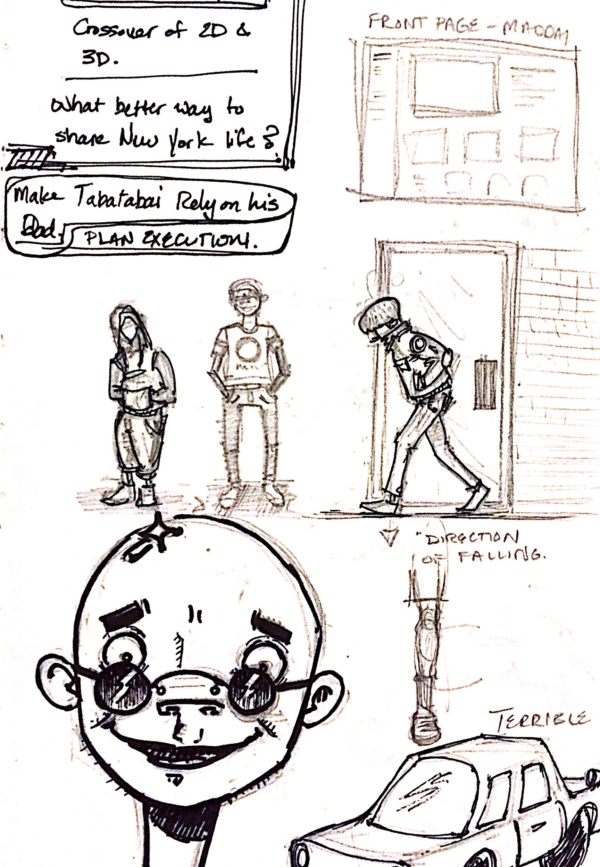 Crossover of 2D &
3D.
What better way to
share New York life?
Make Tabatabai Rely on his
Dad.
PLAN EXECUTION.
FRONT PAGE - MAQDAI
"DIRECTION
OF FALLING.
TERRIBLE